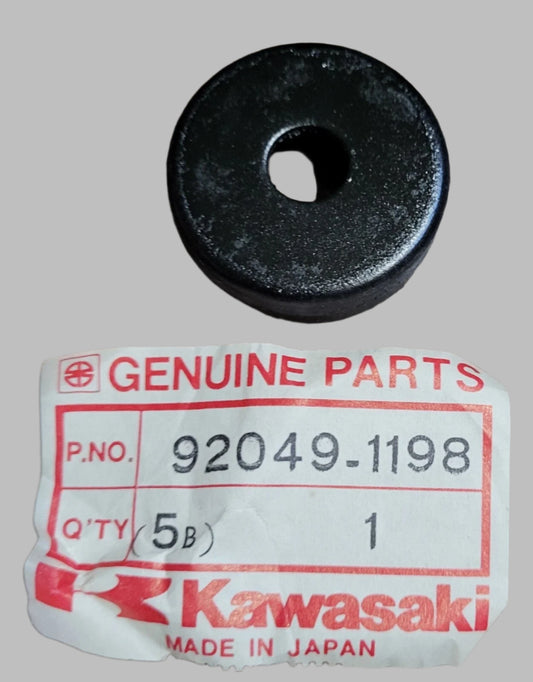 GENUINE PARTS
P.NO. 92049-1198
Q'TY (5B) 1
Kawasaki
MADE IN JAPAN